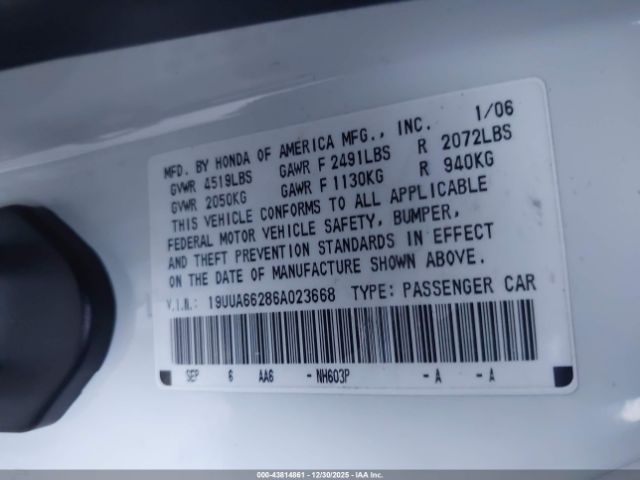 MFD. BY HONDA OF AMERICA MFG., INC. 1/06
GVWR 4519LBS GAWR F 2491LBS R 2072LBS
GVWR 2050KG GAWR F 1130KG R 940KG
THIS VEHICLE CONFORMS TO ALL APPLICABLE
FEDERAL MOTOR VEHICLE SAFETY, BUMPER,
AND THEFT PREVENTION STANDARDS IN EFFECT
ON THE DATE OF MANUFACTURE SHOWN ABOVE.
V.I.N.: 19UUA66286A023668 TYPE: PASSENGER CAR
SEP 6 AA6 - NH603P - A - A
000-43814861 | 12/30/2025 | IAAI.CA